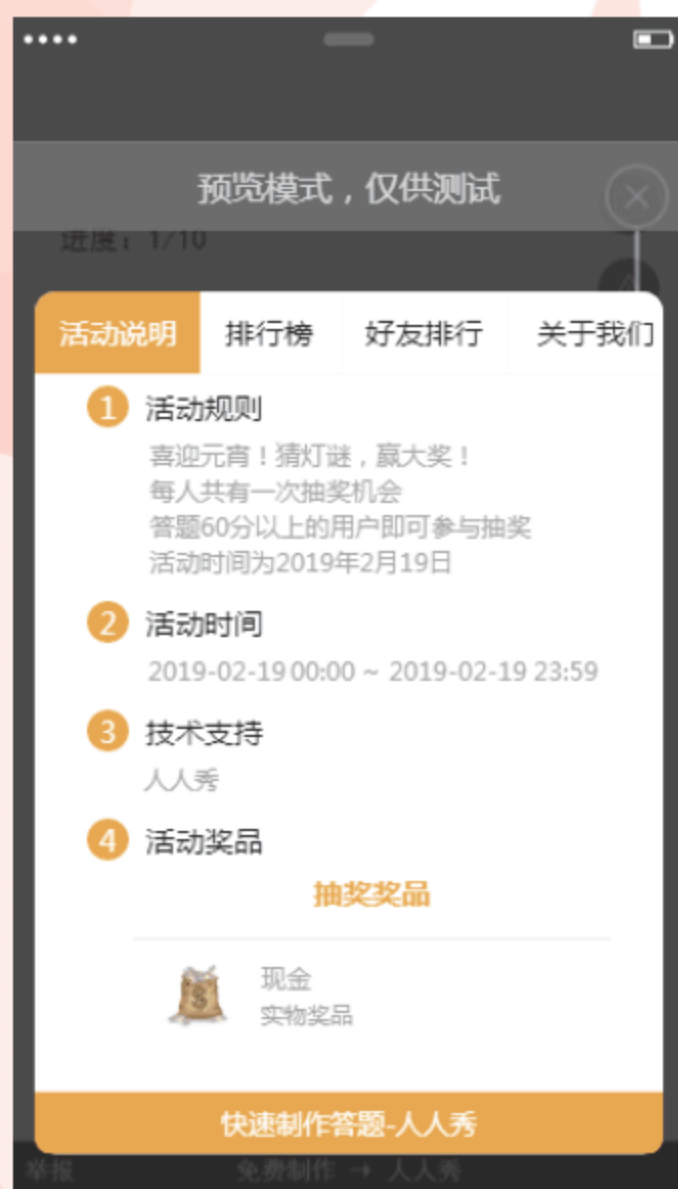 预览模式，仅供测试
进度：1/10
活动说明 排行榜 好友排行 关于我们
1 活动规则
喜迎元宵！猜灯谜，赢大奖！
每人共有一次抽奖机会
答题60分以上的用户即可参与抽奖
活动时间为2019年2月19日
2 活动时间
2019-02-19 00:00 ~ 2019-02-19 23:59
3 技术支持
人人秀
4 活动奖品
抽奖奖品
现金
实物奖品
快速制作答题-人人秀
举报 免费制作 → 人人秀